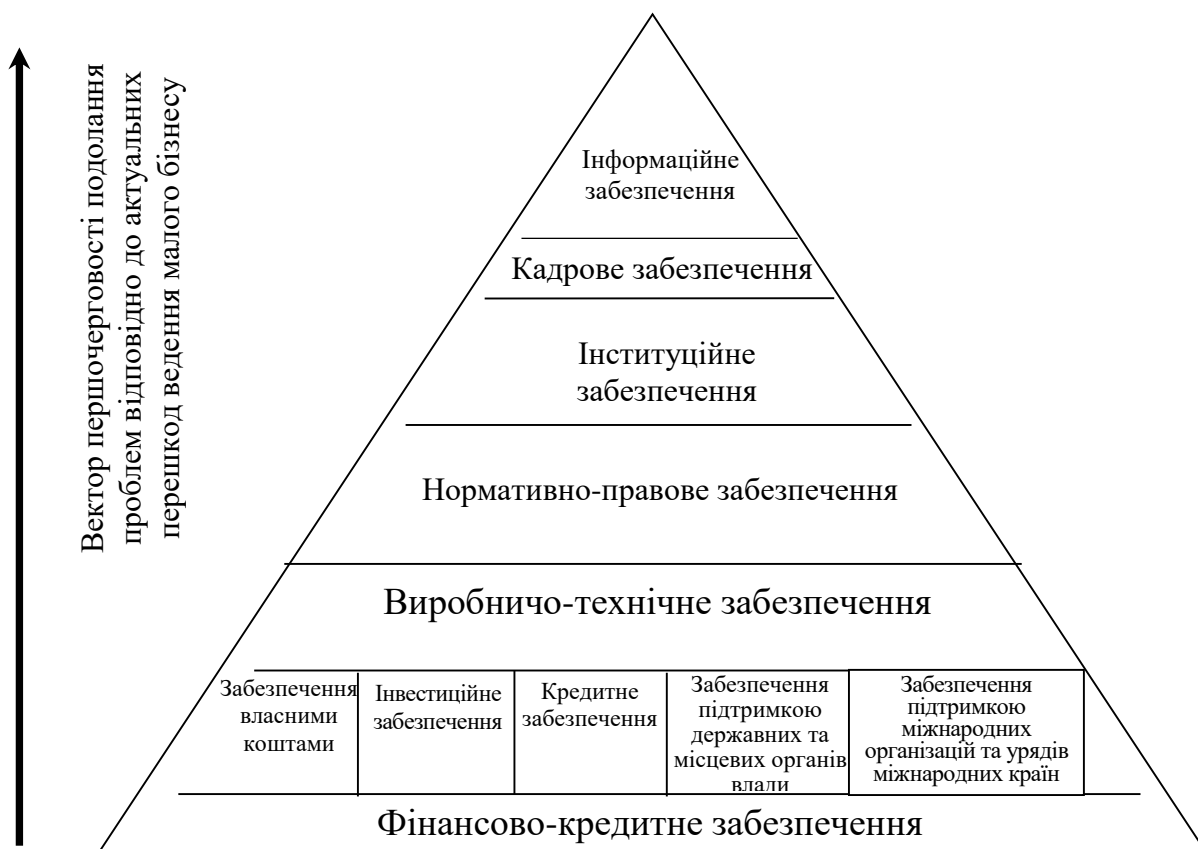 Вектор першочерговості подолання
проблем відповідно до актуальних
перешкод ведення малого бізнесу
Інформаційне
забезпечення
Кадрове забезпечення
Інституційне
забезпечення
Нормативно-правове забезпечення
Виробничо-технічне забезпечення
Забезпечення
власними
коштами
Інвестиційне
забезпечення
Кредитне
забезпечення
Забезпечення
підтримкою
державних та
місцевих органів
влади
Забезпечення
підтримкою
міжнародних
організацій та урядів
міжнародних країн
Фінансово-кредитне забезпечення